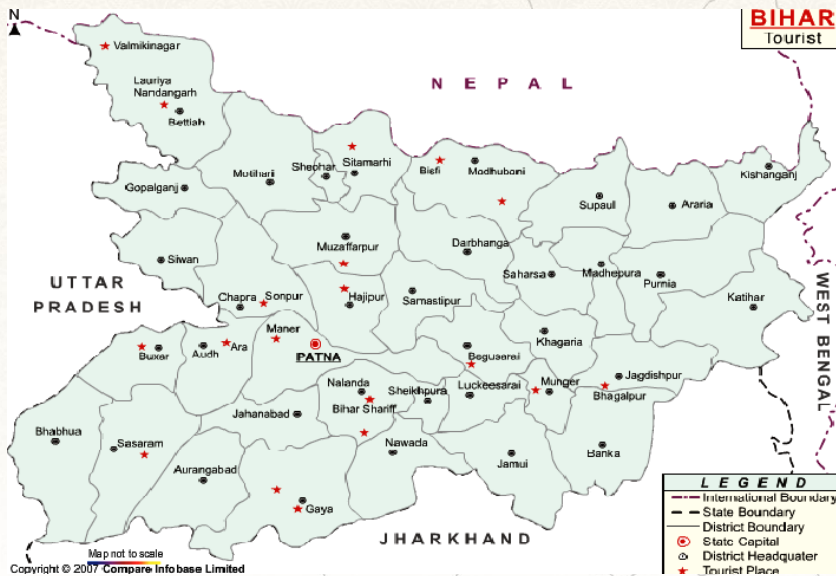 N
BIHAR
Tourist
Valmikinagar
NEPAL
Lauriya
Nandangarh
Bettiah
Motihari
Sheohar
Sitamarhi
Bisfi
Modhuboni
Kishanganj
Gopalganj
Supaul
Araria
Muzaffarpur
Darbhanga
Siwan
Saharsa
Madhepura
Purnia
UTTAR
PRADESH
Chapra
Sonpur
Hajipur
Samastipur
Katihar
WEST BENGAL
Khagaria
Maner
PATNA
Buxar
Audh
Ara
Begusarai
Jagdishpur
Bhagalpur
Nalanda
Bihar Shariff
Sheikhpura
Luckeesarai
Munger
Jahanabad
Bhabhua
Sasaram
Nawada
Jamui
Banka
Aurangabad
Gaya
JHARKHAND
LEGEND
International Boundary
State Boundary
District Boundary
State Capital
District Headquater
Tourist Place
Map not to scale
Copyright © 2007 Compare Infobase Limited